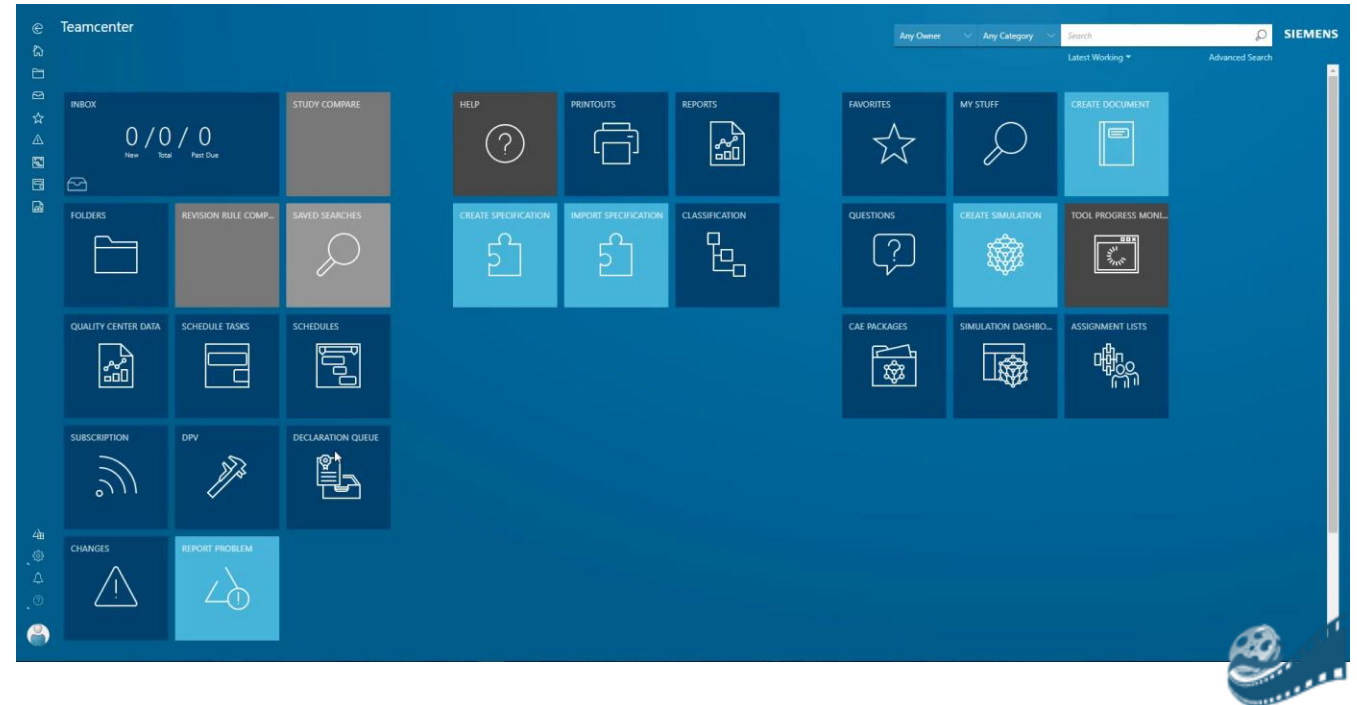 Teamcenter
Any Owner
Any Category
Search
SIEMENS
Latest Working
Advanced Search
INBOX
0 / 0 / 0
New Total Past Due
STUDY COMPARE
HELP
PRINTOUTS
REPORTS
FAVORITES
MY STUFF
CREATE DOCUMENT
FOLDERS
REVISION RULE COMP...
SAVED SEARCHES
CREATE SPECIFICATION
IMPORT SPECIFICATION
CLASSIFICATION
QUESTIONS
CREATE SIMULATION
TOOL PROGRESS MONI...
QUALITY CENTER DATA
SCHEDULE TASKS
SCHEDULES
CAE PACKAGES
SIMULATION DASHBO...
ASSIGNMENT LISTS
SUBSCRIPTION
DPV
DECLARATION QUEUE
CHANGES
REPORT PROBLEM